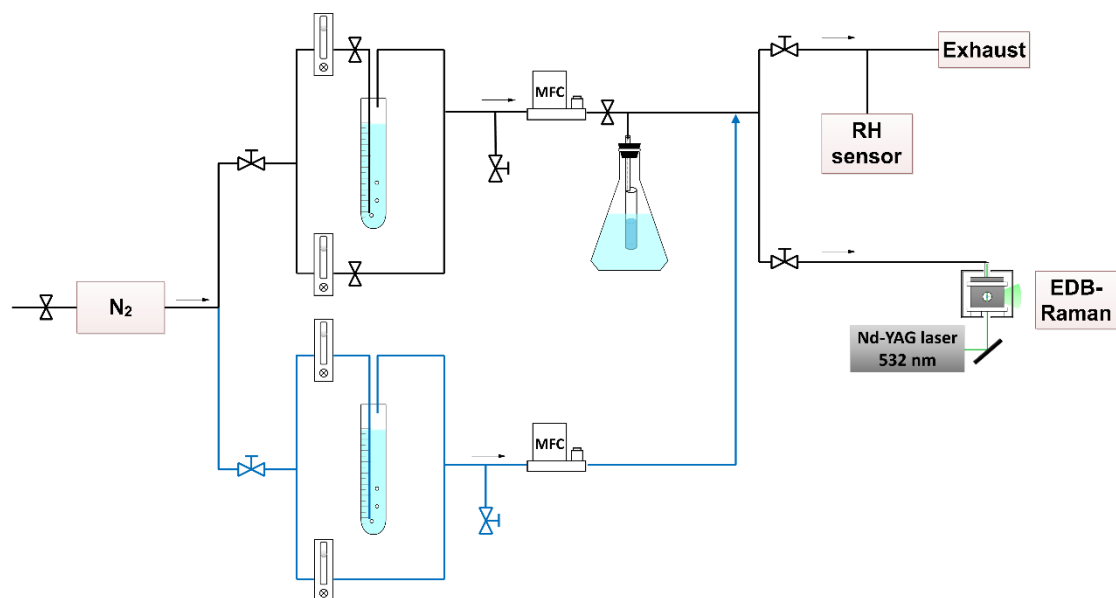 MFC
Exhaust
RH
sensor
N₂
EDB-
Raman
Nd-YAG laser
532 nm
MFC